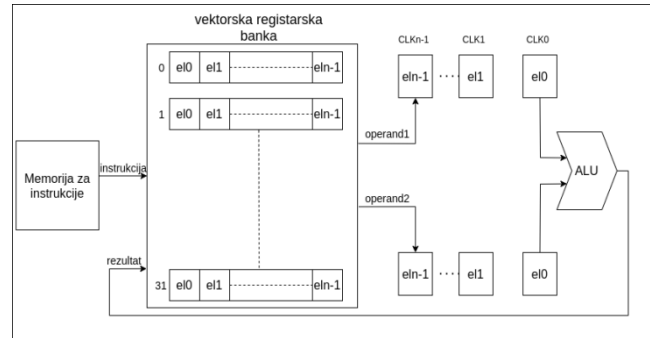 vektorska registarska
banka
CLKn-1 CLK1 CLK0
0 el0 el1 eln-1
eln-1 el1 el0
1 el0 el1 eln-1
operand1
Memorija za
instrukcije
instrukcija
ALU
operand2
rezultat
eln-1 el1 el0
31 el0 el1 eln-1